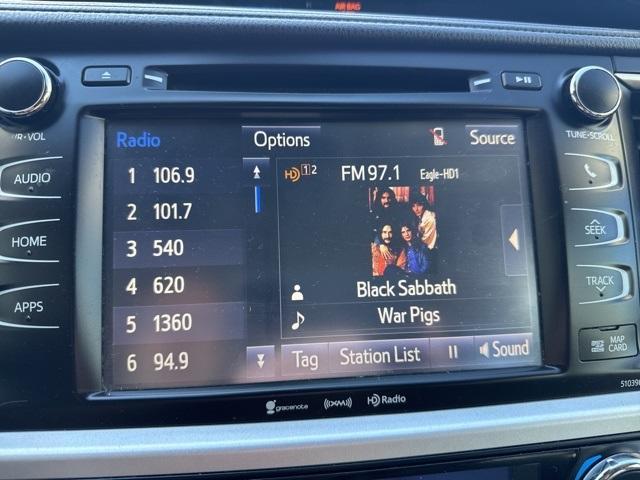 AIR BAG
PWR•VOL
TUNE•SCROLL
AUDIO
HOME
APPS
Radio
Options
Source
1 106.9
2 101.7
3 540
4 620
5 1360
6 94.9
HD 1 2 FM 97.1 Eagle-HD1
Black Sabbath
War Pigs
Tag
Station List
Sound
SEEK
TRACK
MAP
CARD
gracenote
((XM))
HD Radio